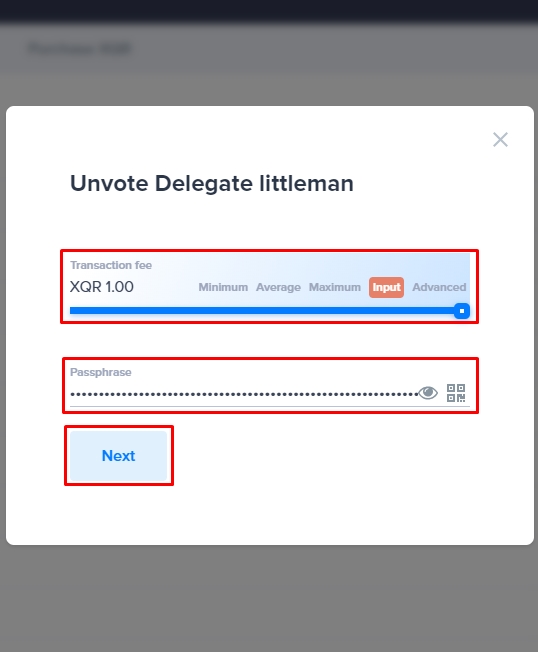 Purchase XQR
Unvote Delegate littleman
Transaction fee
XQR 1.00 Minimum Average Maximum Input Advanced
Passphrase
Next